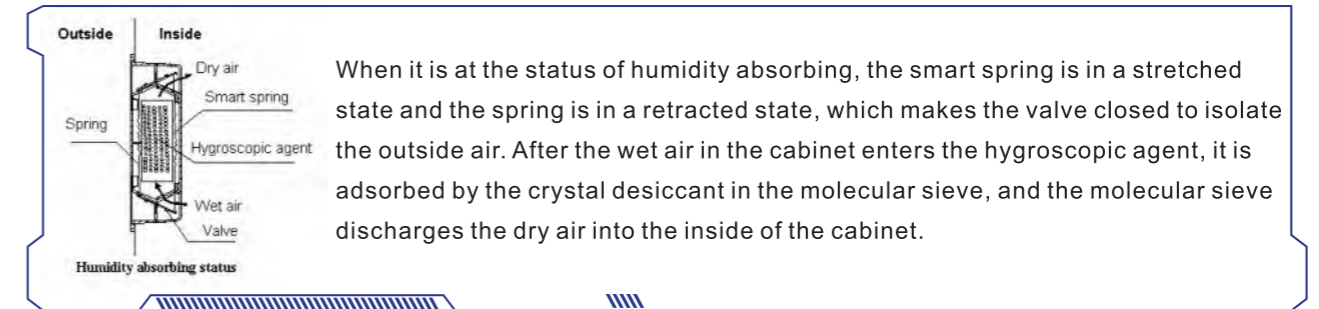 Outside Inside
Dry air
Smart spring
Spring
Hygroscopic agent
Wet air
Valve
Humidity absorbing status
When it is at the status of humidity absorbing, the smart spring is in a stretched
state and the spring is in a retracted state, which makes the valve closed to isolate
the outside air. After the wet air in the cabinet enters the hygroscopic agent, it is
adsorbed by the crystal desiccant in the molecular sieve, and the molecular sieve
discharges the dry air into the inside of the cabinet.